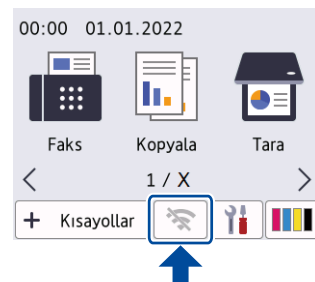 00:00 01.01.2022
Faks Kopyala Tara
< 1 / X >
+ Kısayollar